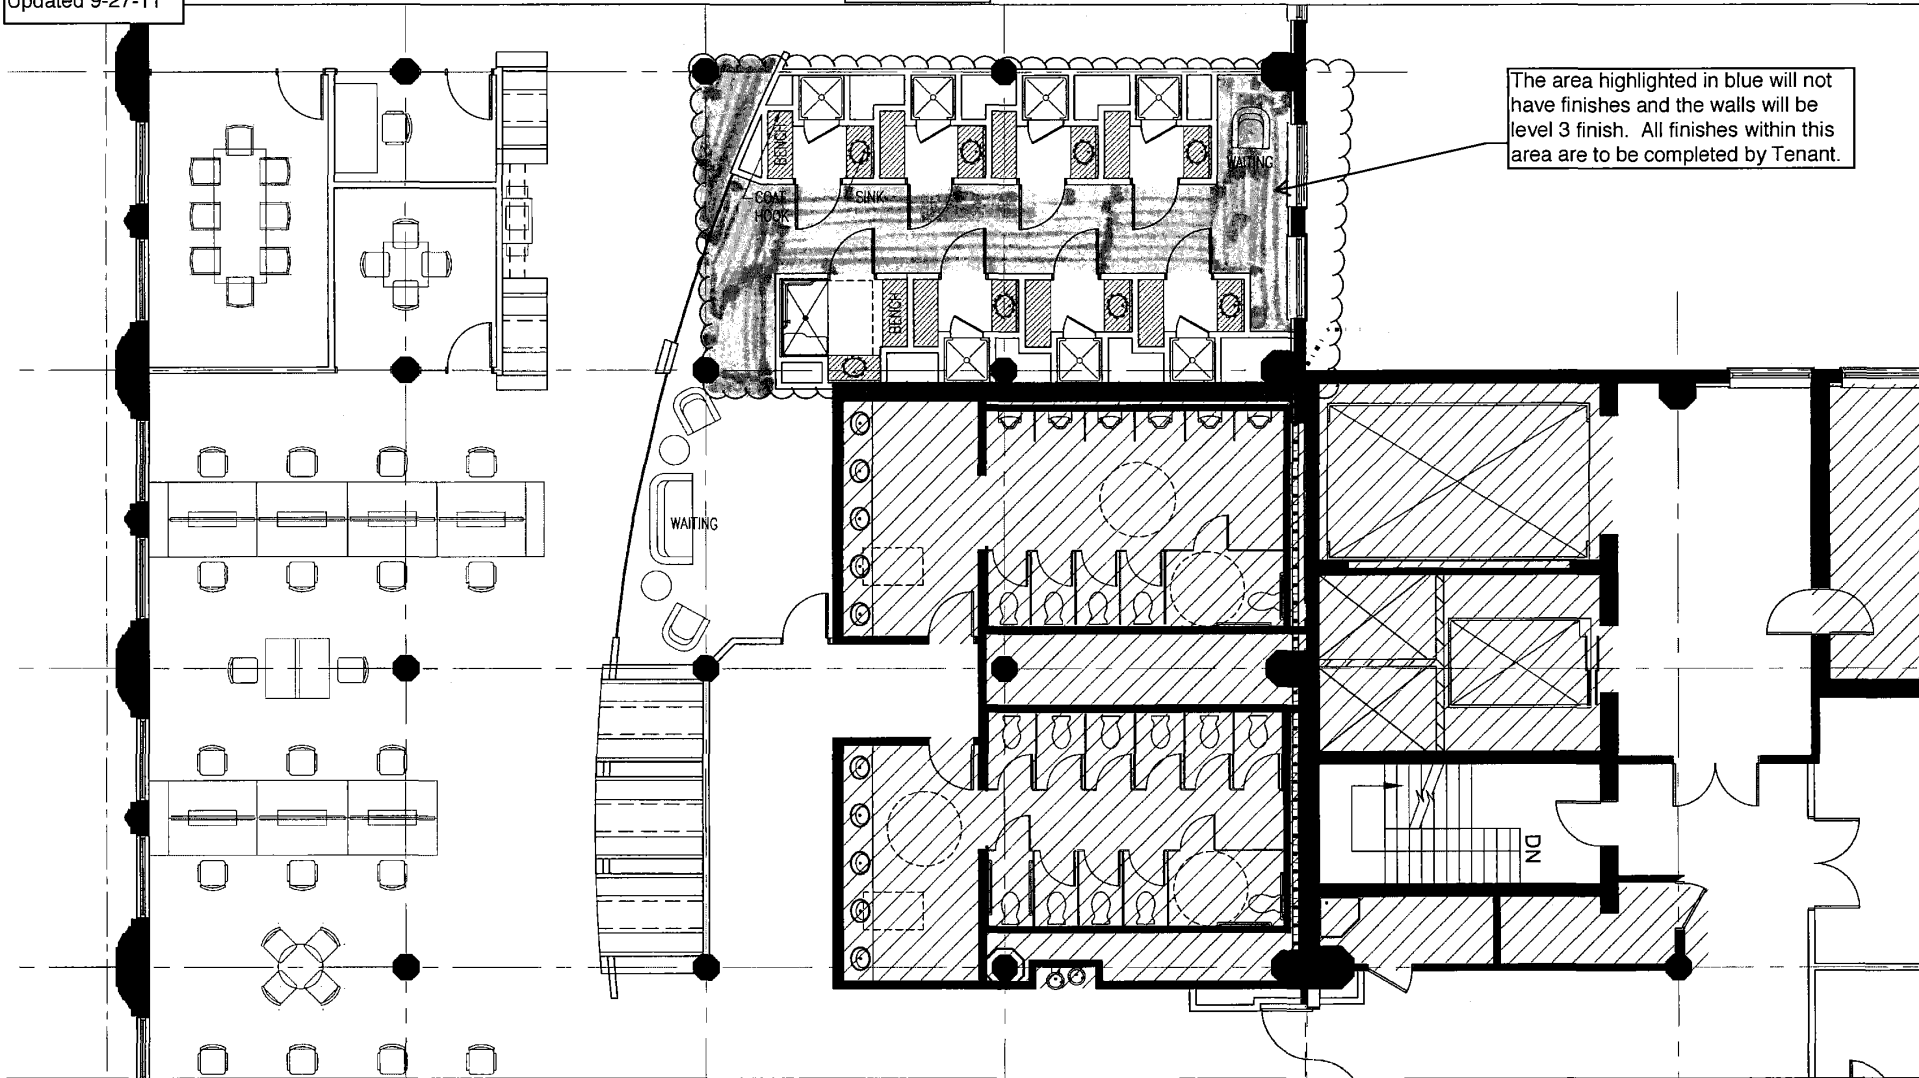 Updated 9-27-11
The area highlighted in blue will not
have finishes and the walls will be
level 3 finish. All finishes within this
area are to be completed by Tenant.
BENCH
WAITING
COAT
HOOK
SINK
BENCH
WAITING
DN